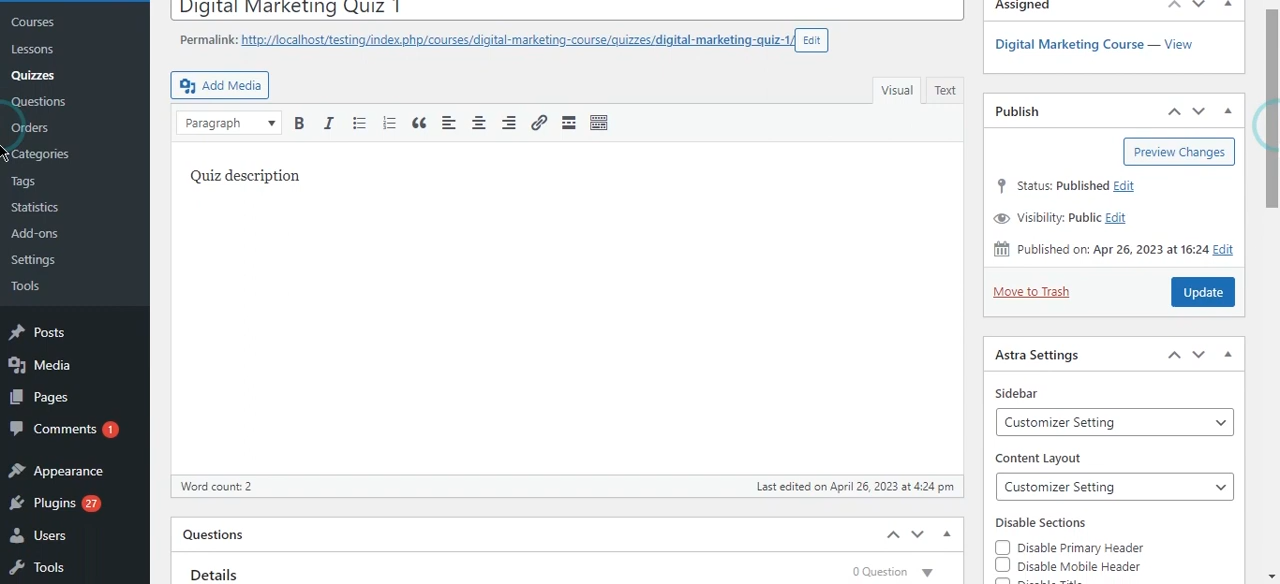 Courses
Lessons
Quizzes
Questions
Orders
Categories
Tags
Statistics
Add-ons
Settings
Tools
Posts
Media
Pages
Comments 1
Appearance
Plugins 27
Users
Tools
Digital Marketing Quiz 1
Permalink: http://localhost/testing/index.php/courses/digital-marketing-course/quizzes/digital-marketing-quiz-1/ Edit
Add Media
Visual Text
Paragraph
Quiz description
Word count: 2 Last edited on April 26, 2023 at 4:24 pm
Questions
Details 0 Question
Assigned
Digital Marketing Course — View
Publish
Preview Changes
Status: Published Edit
Visibility: Public Edit
Published on: Apr 26, 2023 at 16:24 Edit
Move to Trash Update
Astra Settings
Sidebar
Customizer Setting
Content Layout
Customizer Setting
Disable Sections
Disable Primary Header
Disable Mobile Header
Disable Title